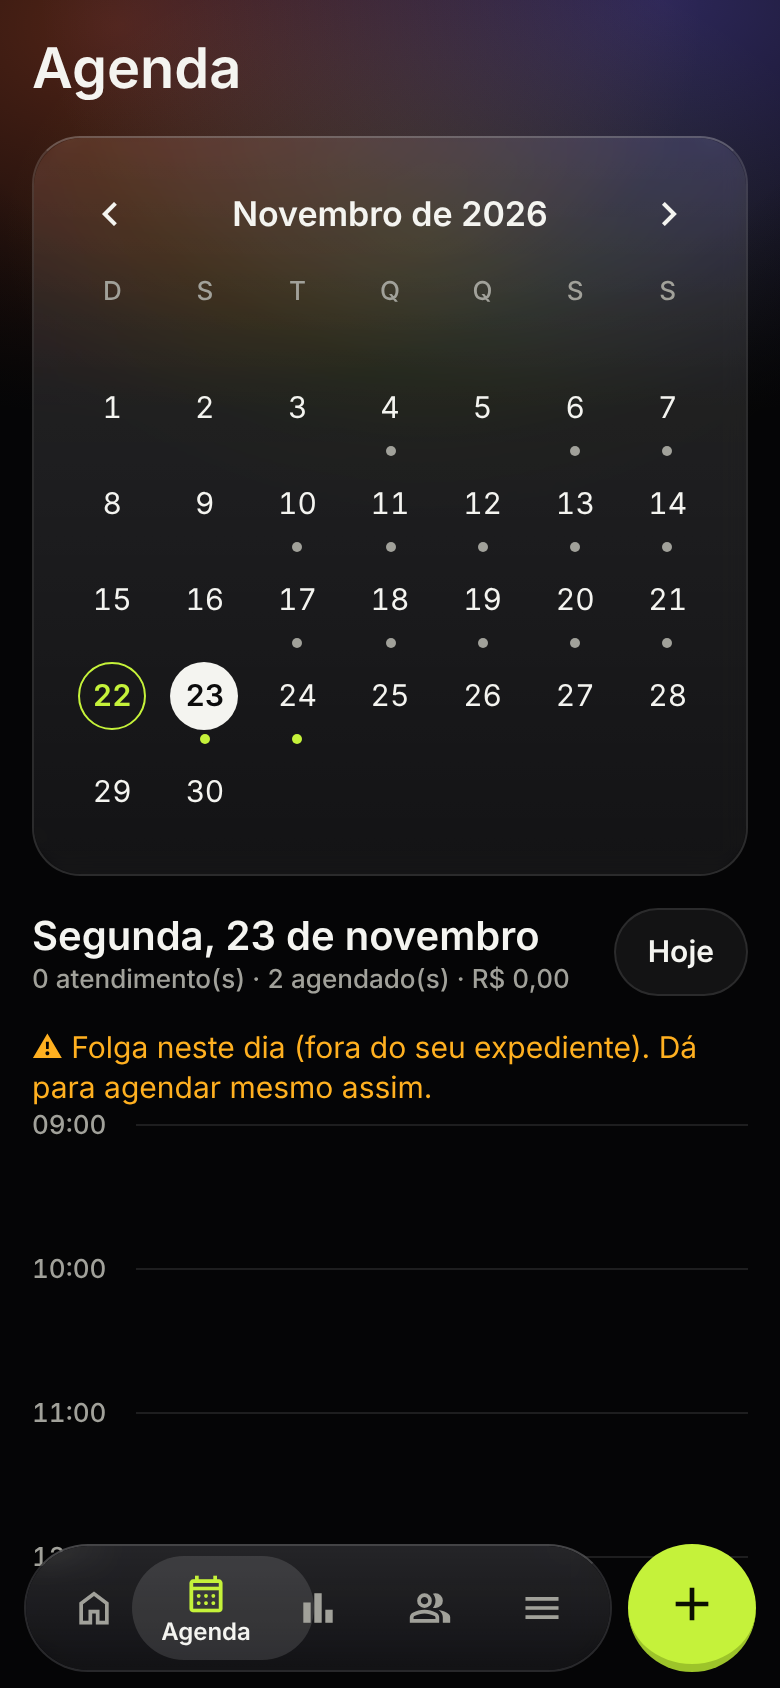 Agenda
Novembro de 2026
D S T Q Q S S
1 2 3 4 5 6 7
8 9 10 11 12 13 14
15 16 17 18 19 20 21
22 23 24 25 26 27 28
29 30
Segunda, 23 de novembro
Hoje
0 atendimento(s) · 2 agendado(s) · R$ 0,00
⚠ Folga neste dia (fora do seu expediente). Dá
para agendar mesmo assim.
09:00
10:00
11:00
Agenda